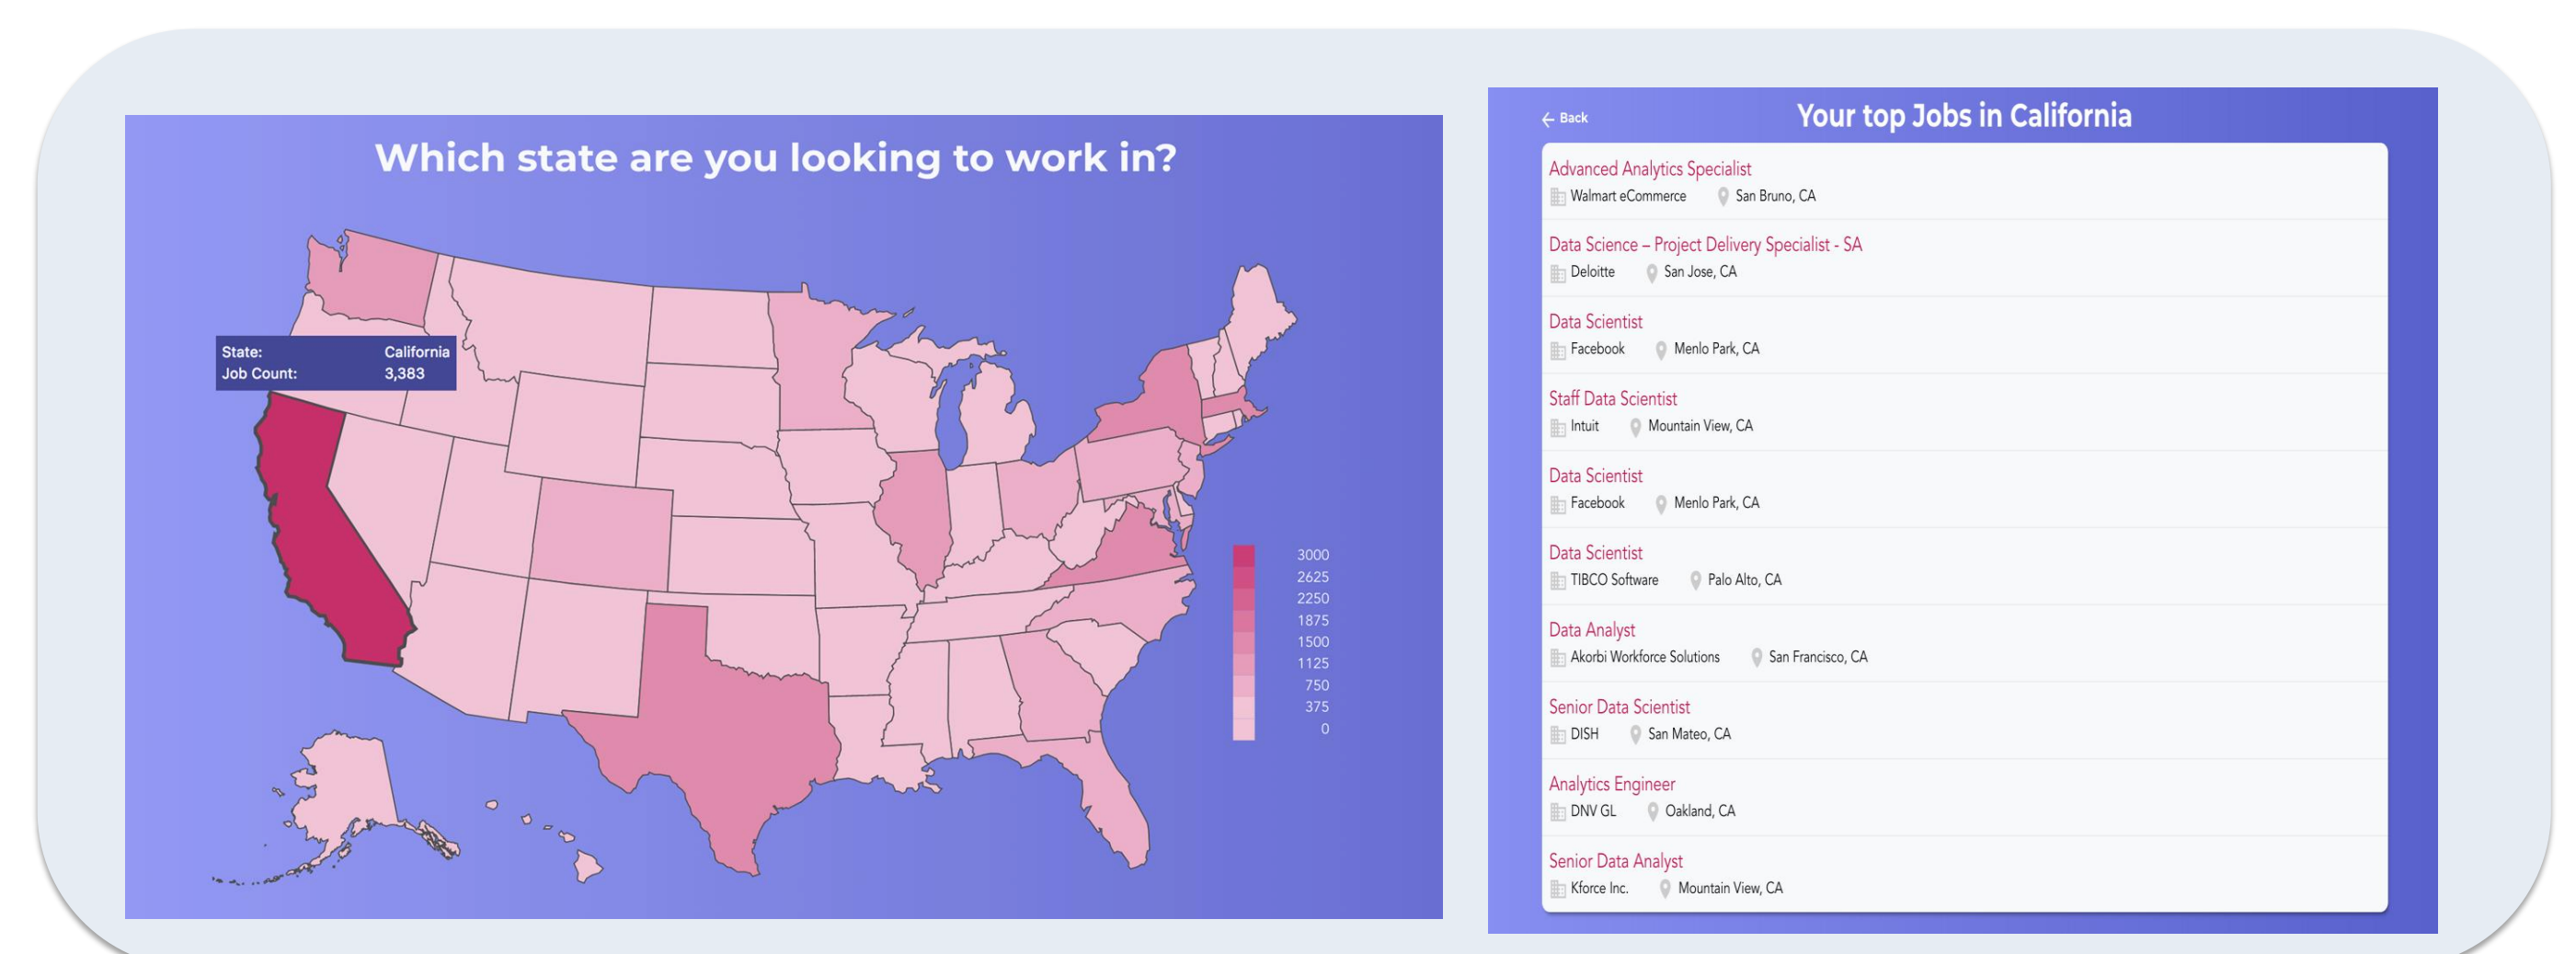 Which state are you looking to work in?
State: California
Job Count: 3,383
3000
2625
2250
1875
1500
1125
750
375
0
← Back
Your top Jobs in California
Advanced Analytics Specialist
Walmart eCommerce San Bruno, CA
Data Science – Project Delivery Specialist - SA
Deloitte San Jose, CA
Data Scientist
Facebook Menlo Park, CA
Staff Data Scientist
Intuit Mountain View, CA
Data Scientist
Facebook Menlo Park, CA
Data Scientist
TIBCO Software Palo Alto, CA
Data Analyst
Akorbi Workforce Solutions San Francisco, CA
Senior Data Scientist
DISH San Mateo, CA
Analytics Engineer
DNV GL Oakland, CA
Senior Data Analyst
Kforce Inc. Mountain View, CA